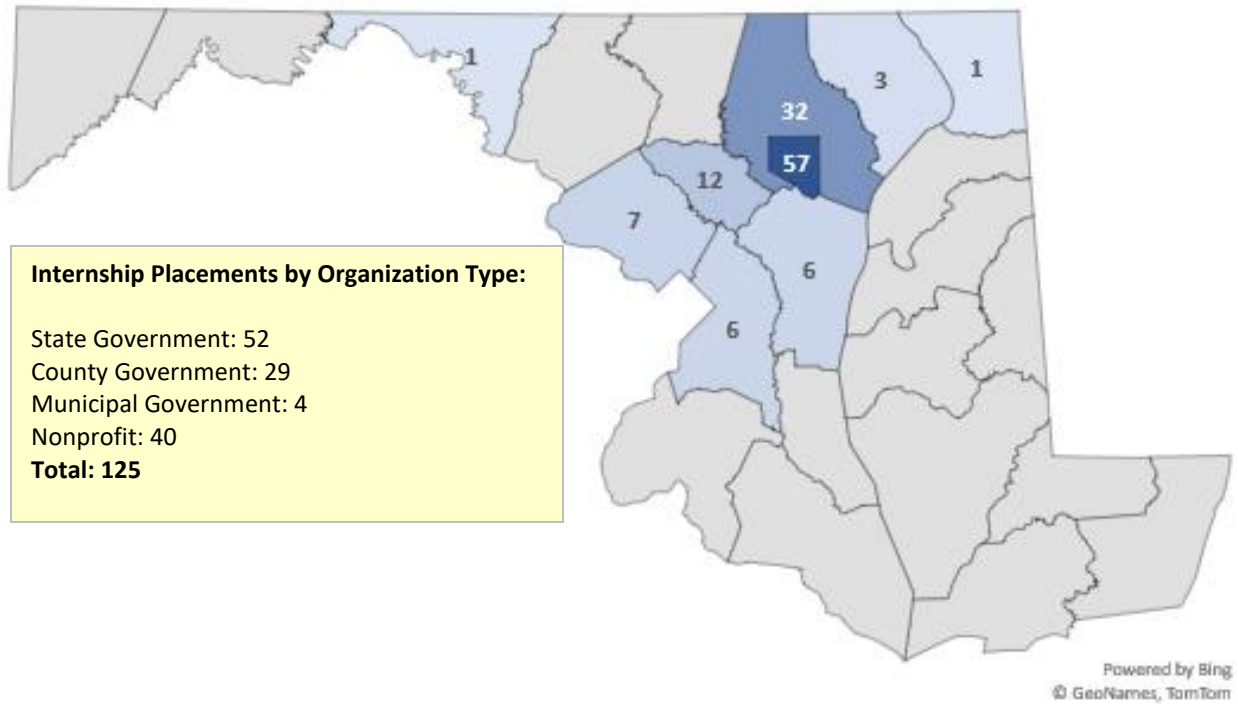 1
3
1
32
57
12
7
6
6
Internship Placements by Organization Type:
State Government: 52
County Government: 29
Municipal Government: 4
Nonprofit: 40
Total: 125
Powered by Bing
© GeoNames, TomTom